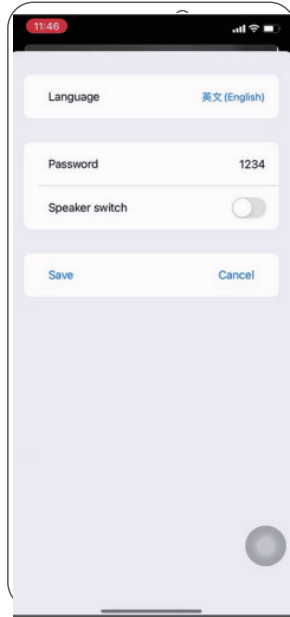 11:46
Language 英文 (English)
Password 1234
Speaker switch
Save Cancel